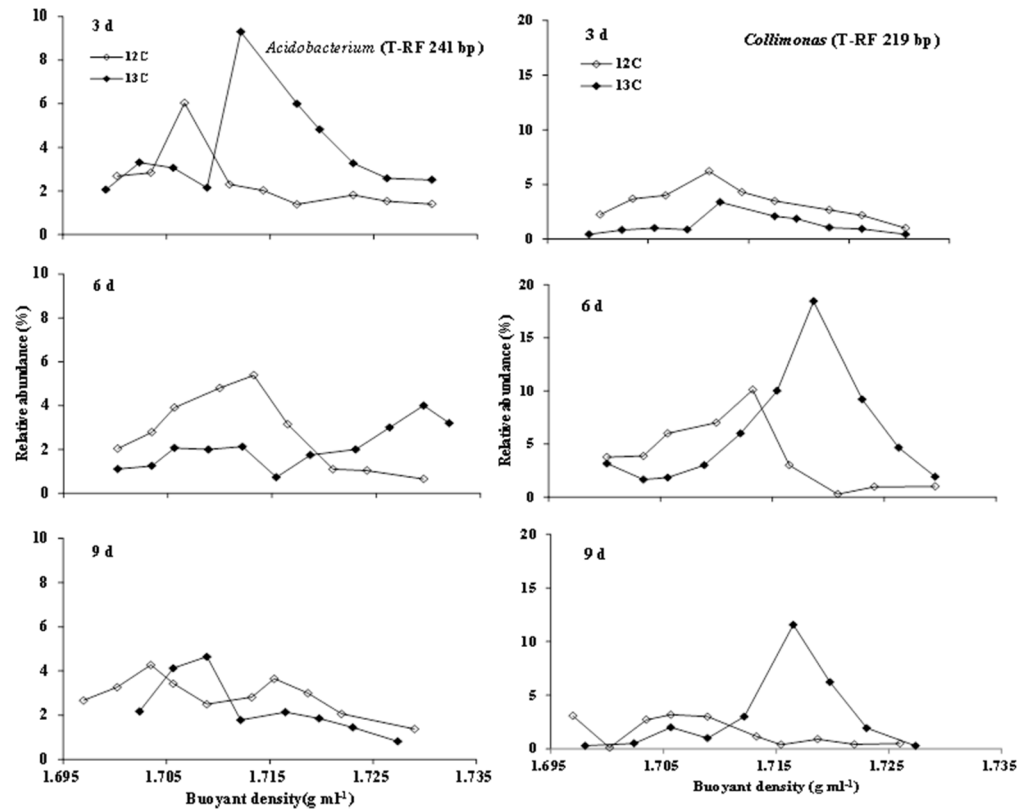 3 d
Acidobacterium (T-RF 241 bp)
12C
13C
10
8
6
4
2
0
3 d
Collimonas (T-RF 219 bp)
12C
13C
20
15
10
5
0
6 d
10
8
6
4
2
0
Relative abundance (%)
6 d
20
15
10
5
0
Relative abundance (%)
9 d
10
8
6
4
2
0
1.695 1.705 1.715 1.725 1.735
Buoyant density(g ml-1)
9 d
20
15
10
5
0
1.695 1.705 1.715 1.725 1.735
Buoyant density (g ml-1)